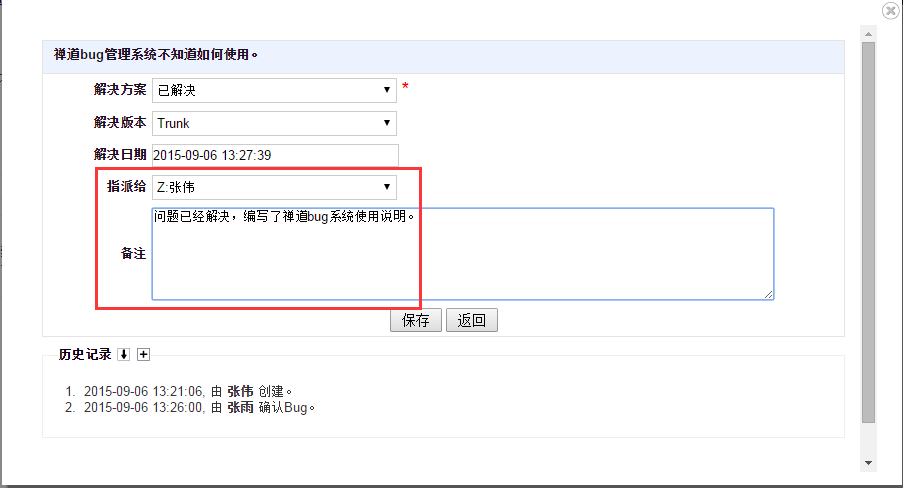 禅道bug管理系统不知道如何使用。
解决方案 已解决 *
解决版本 Trunk
解决日期 2015-09-06 13:27:39
指派给 Z:张伟
备注 问题已经解决，编写了禅道bug系统使用说明。
保存 返回
历史记录
1. 2015-09-06 13:21:06, 由 张伟 创建。
2. 2015-09-06 13:26:00, 由 张雨 确认Bug。